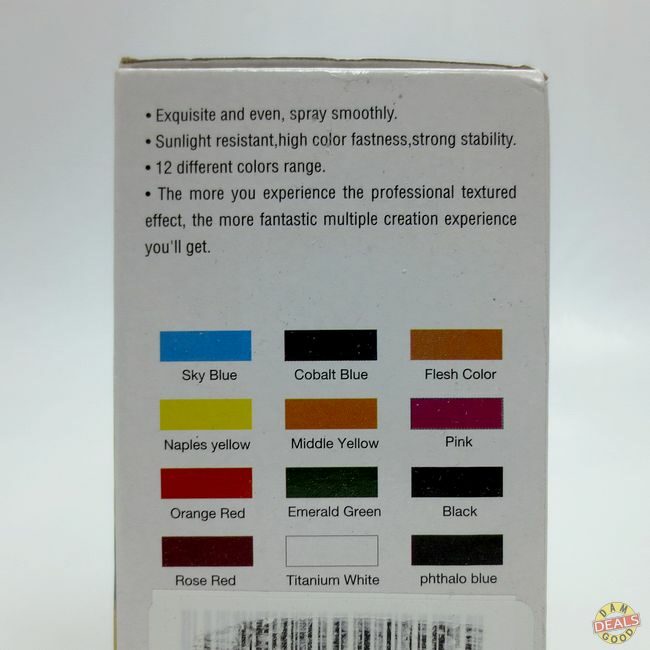 • Exquisite and even, spray smoothly.
• Sunlight resistant,high color fastness,strong stability.
• 12 different colors range.
• The more you experience the professional textured
effect, the more fantastic multiple creation experience
you'll get.
Sky Blue Cobalt Blue Flesh Color
Naples yellow Middle Yellow Pink
Orange Red Emerald Green Black
Rose Red Titanium White phthalo blue
DAM
DEALS
GOOD